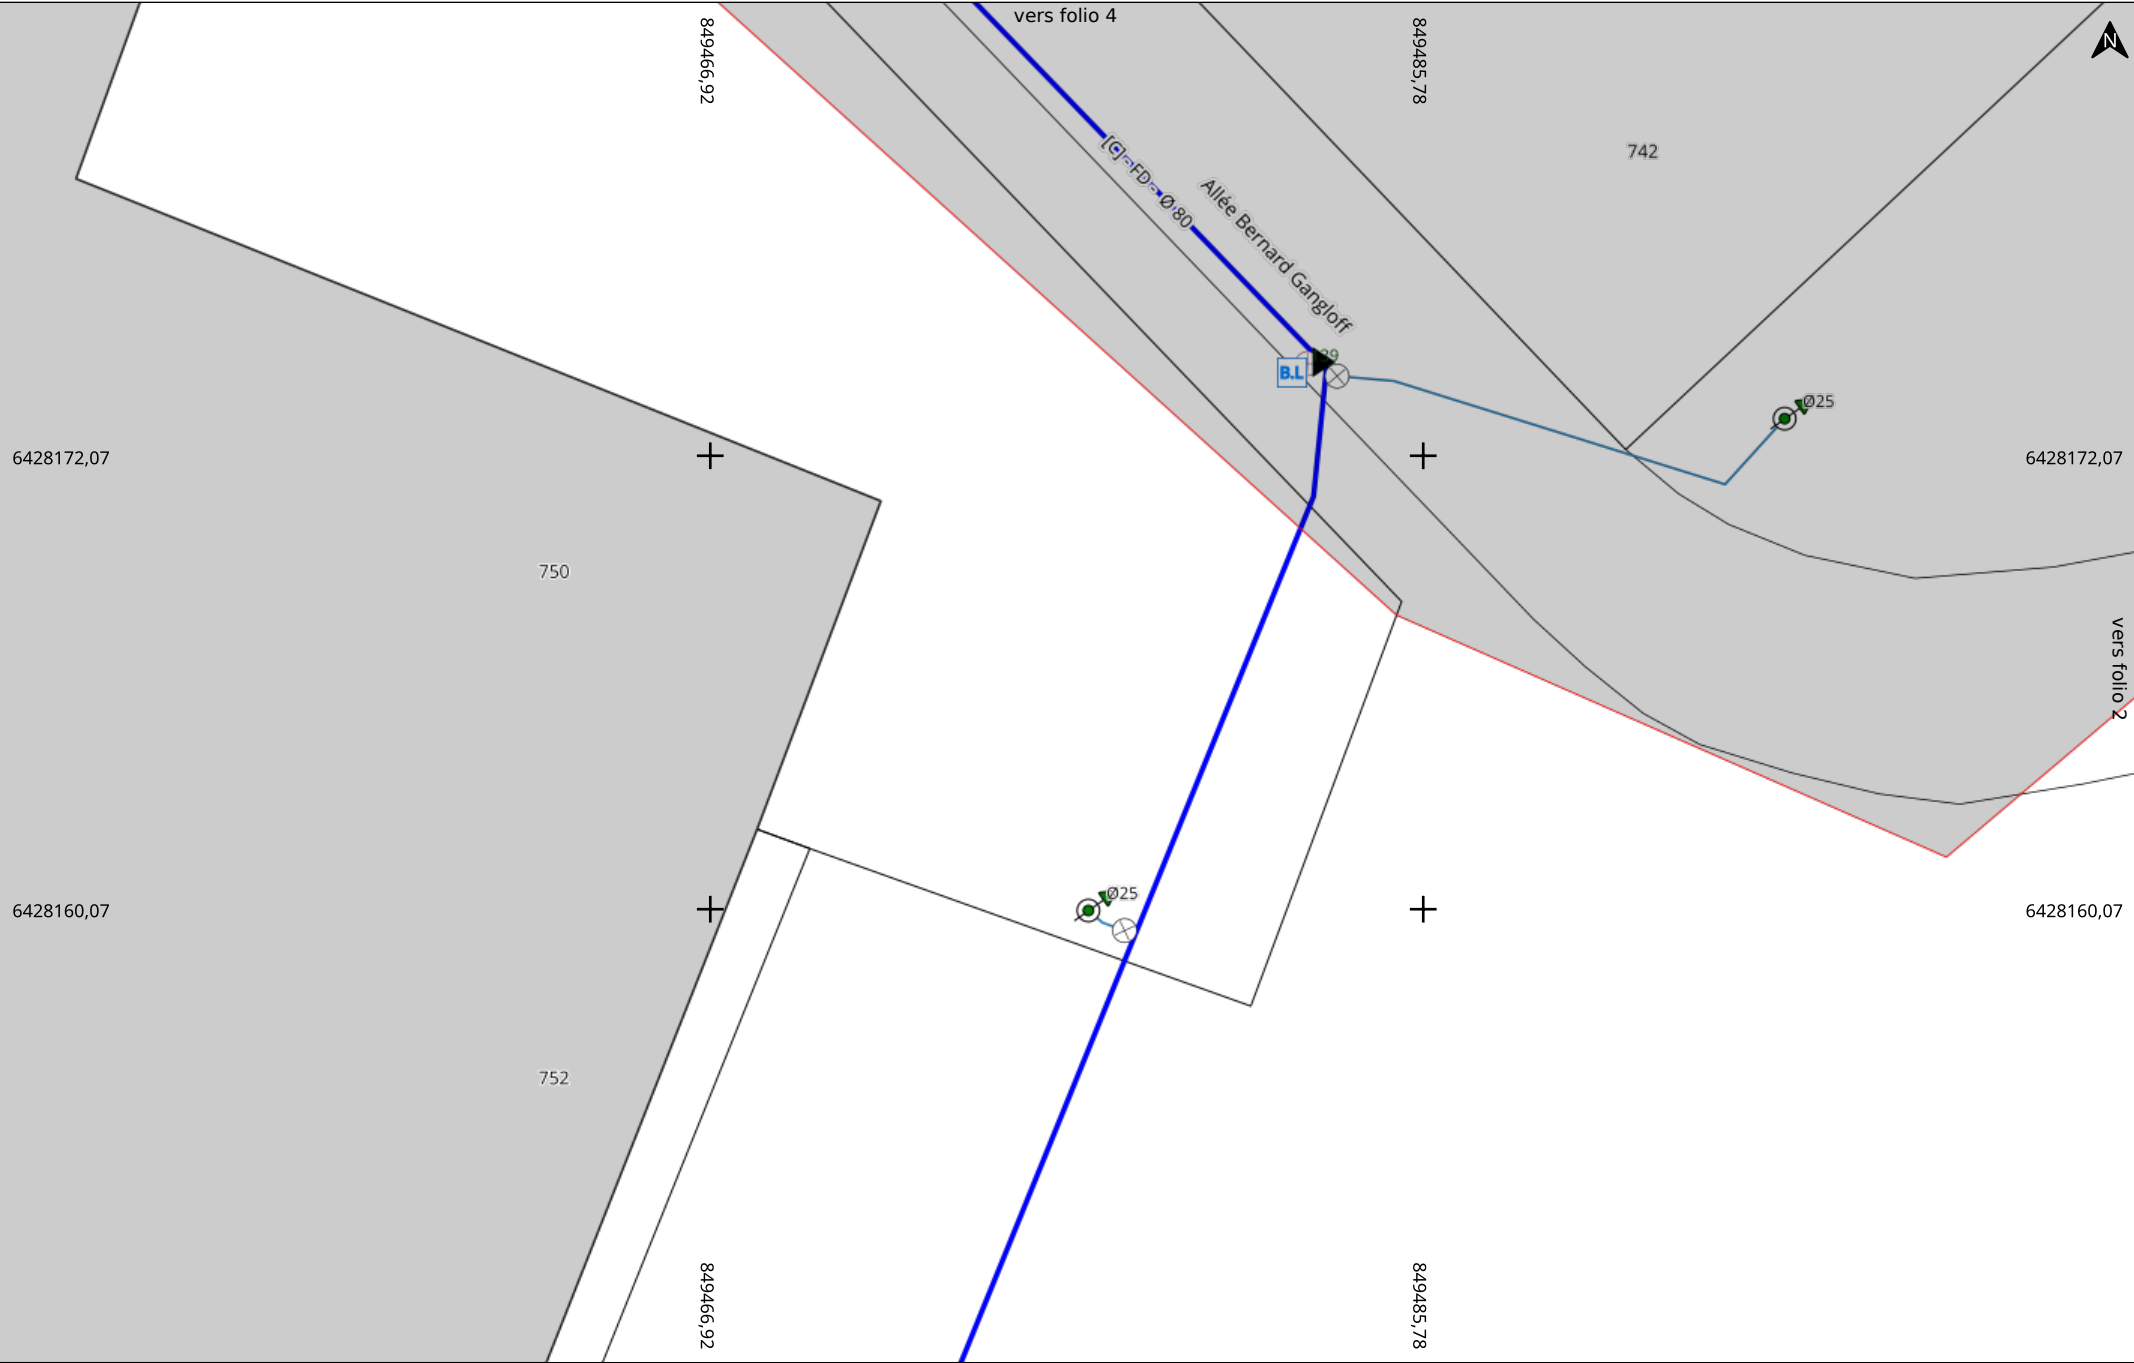 vers folio 4
849466,92
849485,78
N
742
[C] - FD - Ø 80
Allée Bernard Gangloff
B.L
Ø25
6428172,07
6428172,07
750
vers folio 2
Ø25
6428160,07
6428160,07
752
849466,92
849485,78